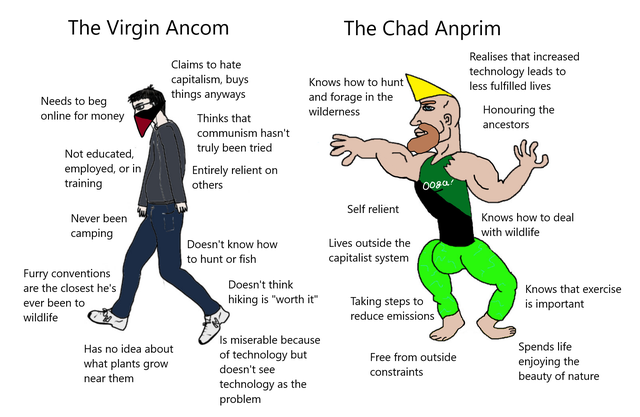 The Virgin Ancom
Claims to hate
capitalism, buys
things anyways
Needs to beg
online for money
Thinks that
communism hasn't
truly been tried
Not educated,
employed, or in
training
Entirely relient on
others
Never been
camping
Doesn't know how
to hunt or fish
Furry conventions
are the closest he's
ever been to
wildlife
Doesn't think
hiking is "worth it"
Has no idea about
what plants grow
near them
Is miserable because
of technology but
doesn't see
technology as the
problem
The Chad Anprim
Realises that increased
technology leads to
less fulfilled lives
Knows how to hunt
and forage in the
wilderness
Honouring the
ancestors
ooga!
Self relient
Knows how to deal
with wildlife
Lives outside the
capitalist system
Knows that exercise
is important
Taking steps to
reduce emissions
Free from outside
constraints
Spends life
enjoying the
beauty of nature